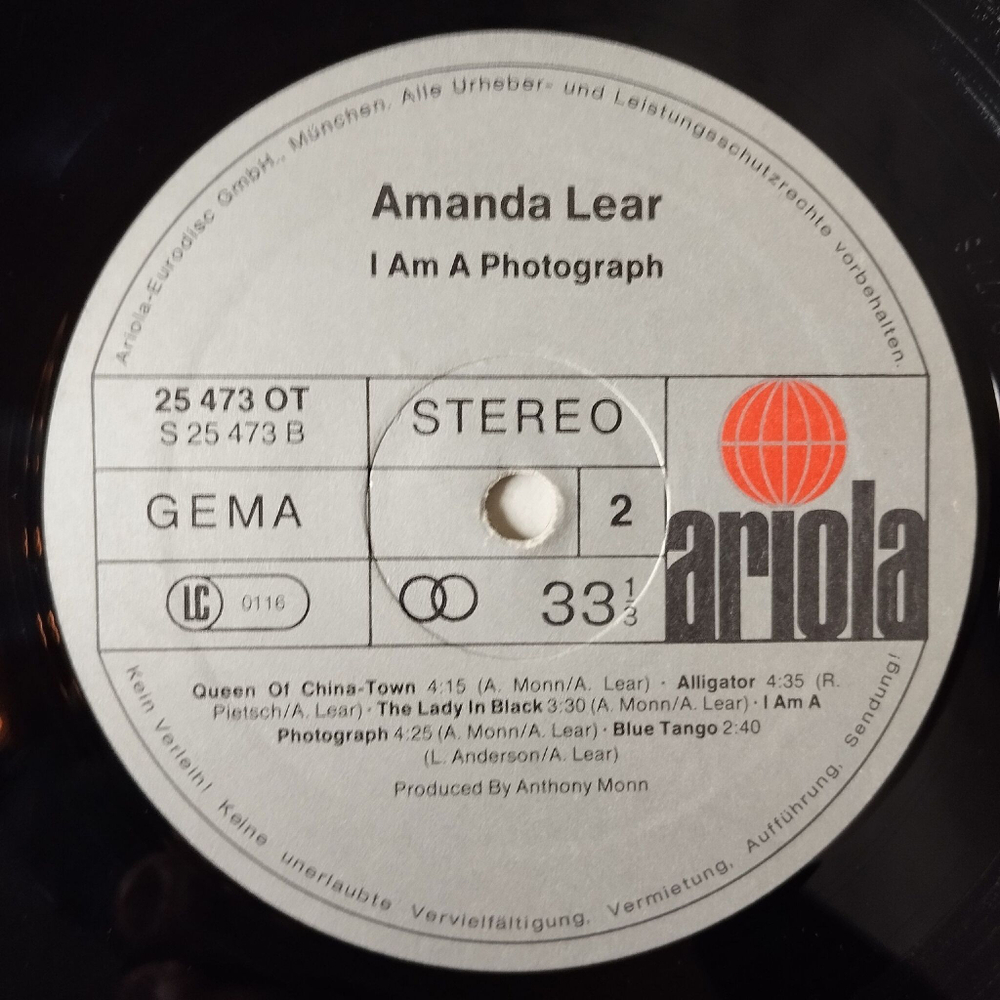 Ariola-Eurodisc GmbH., München. Alle Urheber- und Leistungsschutzrechte vorbehalten.
Amanda Lear
I Am A Photograph
25 473 OT
S 25 473 B
STEREO
GEMA
2
LC 0116
33 1/3
ariola
Queen Of China-Town 4:15 (A. Monn/A. Lear) · Alligator 4:35 (R.
Pietsch/A. Lear) · The Lady In Black 3:30 (A. Monn/A. Lear) · I Am A
Photograph 4:25 (A. Monn/A. Lear) · Blue Tango 2:40
(L. Anderson/A. Lear)
Produced By Anthony Monn
Kein Verleih! Keine unerlaubte Vervielfältigung, Vermietung, Aufführung, Sendung!